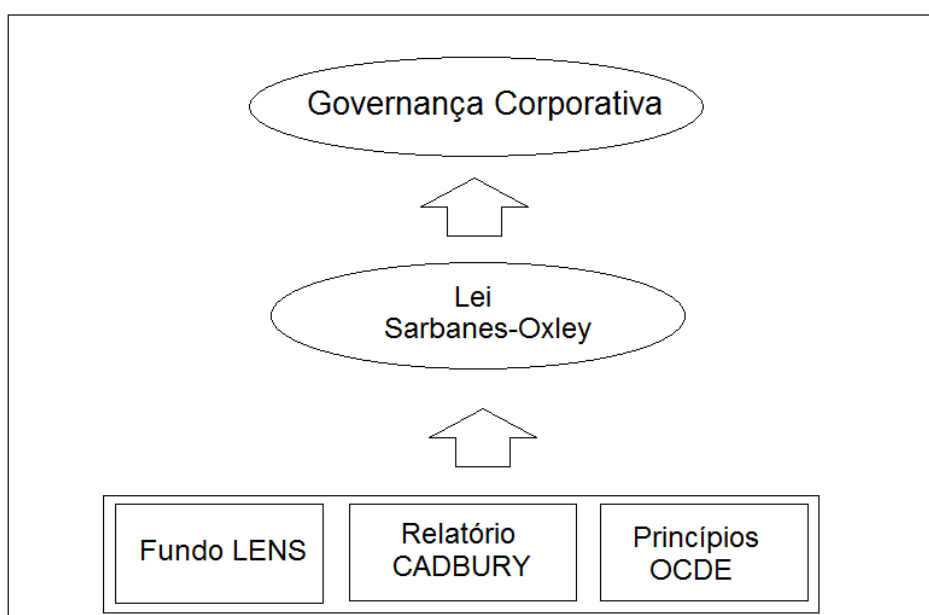 Governança Corporativa
Lei
Sarbanes-Oxley
Fundo LENS
Relatório
CADBURY
Princípios
OCDE